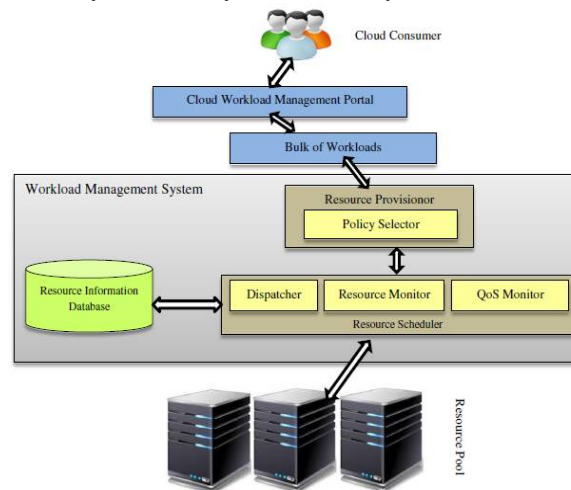 Cloud Consumer
Cloud Workload Management Portal
Bulk of Workloads
Workload Management System
Resource Provisionor
Policy Selector
Resource Information
Database
Dispatcher
Resource Monitor
QoS Monitor
Resource Scheduler
Resource Pool